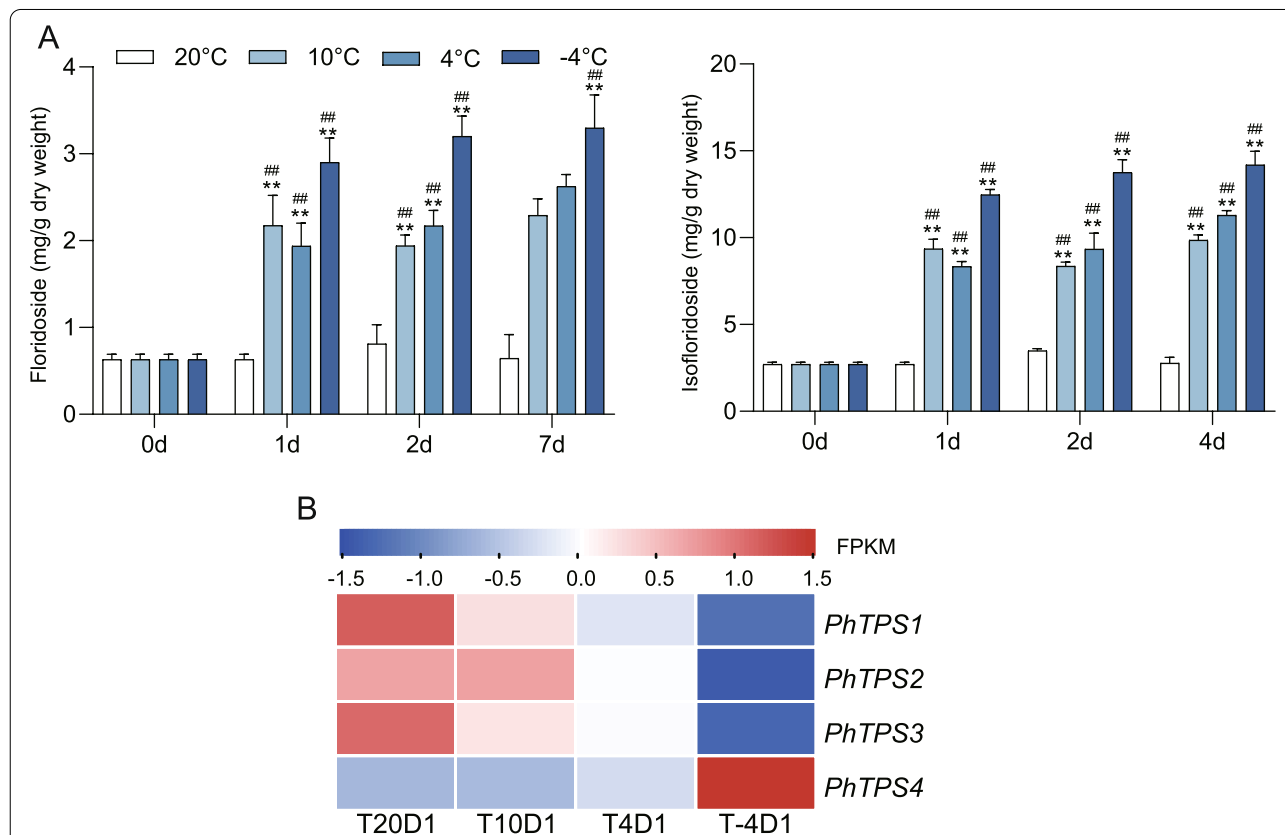 A
20°C 10°C 4°C -4°C
Floridoside (mg/g dry weight)
4
3
2
1
0
## ** ## ** ## **
## ** ## ** ## **
## **
0d 1d 2d 7d
Isofloridoside (mg/g dry weight)
20
15
10
5
0
## ** ## ** ## **
## ** ## ** ## **
## ** ## ** ## **
0d 1d 2d 4d
B
FPKM
-1.5 -1.0 -0.5 0.0 0.5 1.0 1.5
PhTPS1
PhTPS2
PhTPS3
PhTPS4
T20D1 T10D1 T4D1 T-4D1